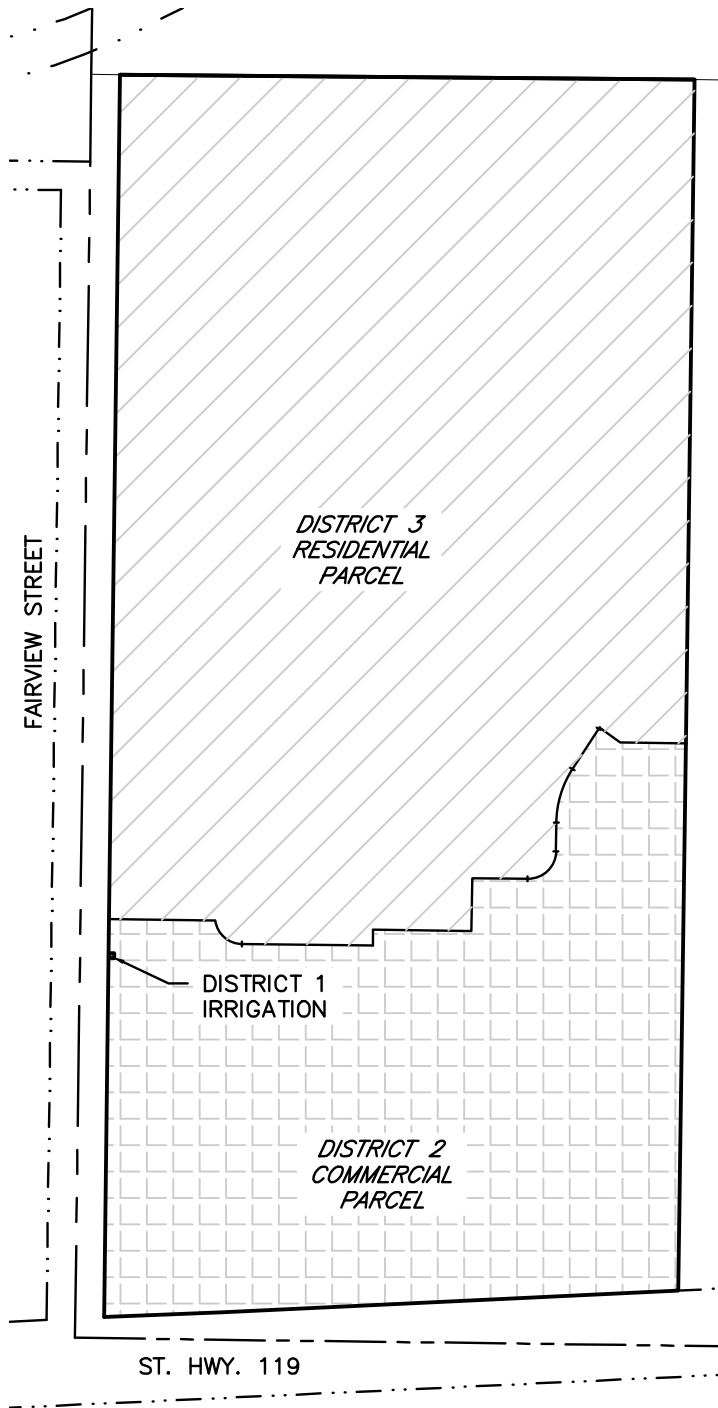 DISTRICT 3
RESIDENTIAL
PARCEL
FAIRVIEW STREET
DISTRICT 1
IRRIGATION
DISTRICT 2
COMMERCIAL
PARCEL
ST. HWY. 119